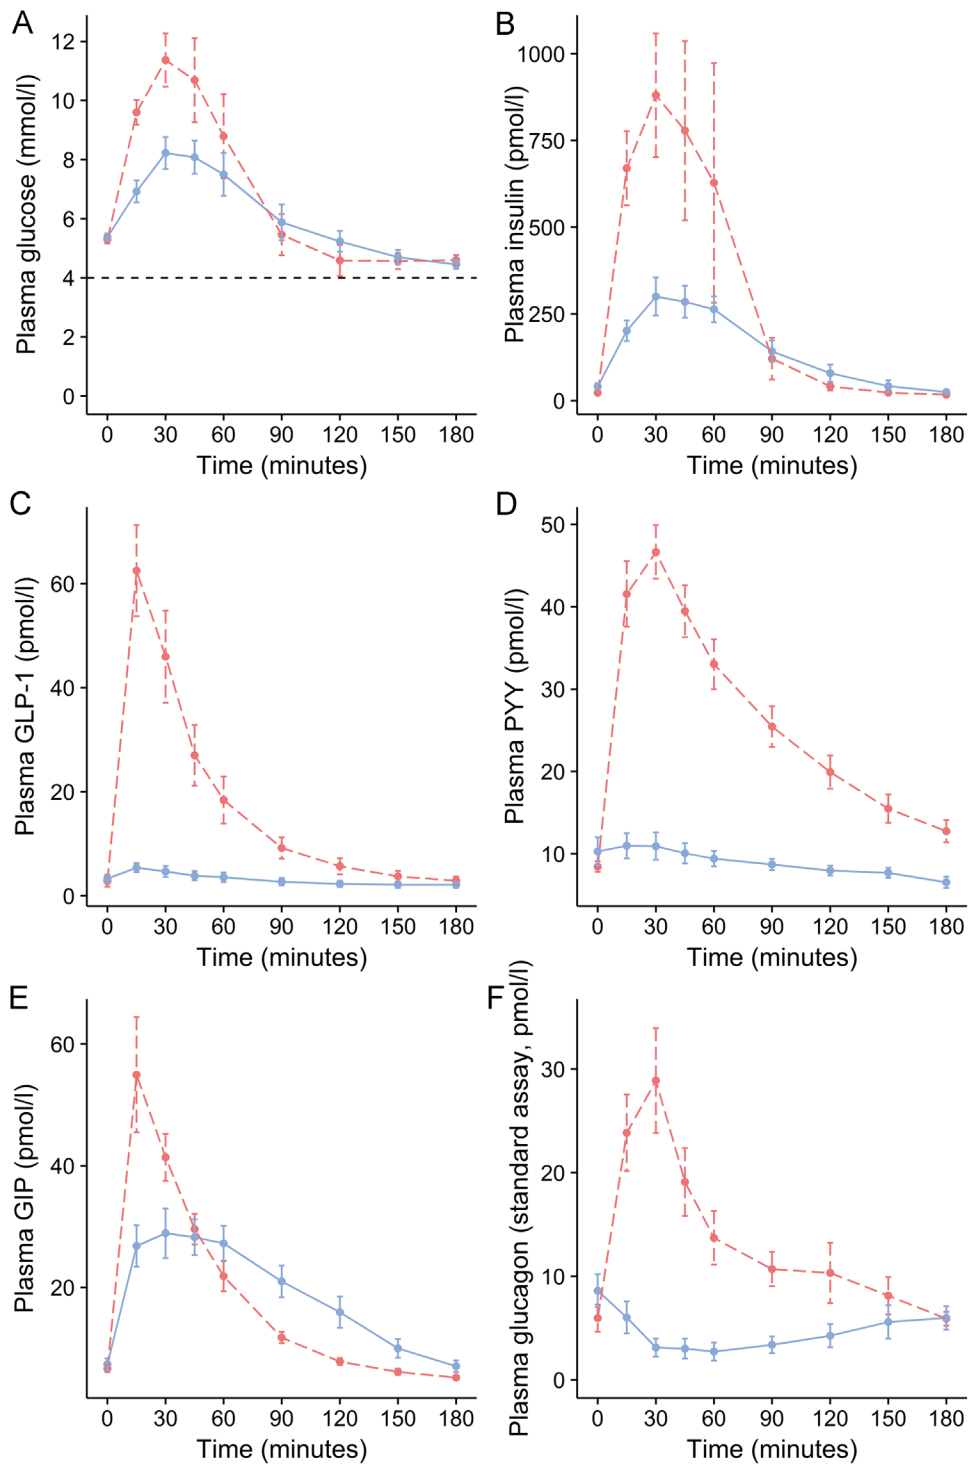 A
Plasma glucose (mmol/l)
12
10
8
6
4
2
0
0 30 60 90 120 150 180
Time (minutes)
B
Plasma insulin (pmol/l)
1000
750
500
250
0
0 30 60 90 120 150 180
Time (minutes)
C
Plasma GLP-1 (pmol/l)
60
40
20
0
0 30 60 90 120 150 180
Time (minutes)
D
Plasma PYY (pmol/l)
50
40
30
20
10
0 30 60 90 120 150 180
Time (minutes)
E
Plasma GIP (pmol/l)
60
40
20
0 30 60 90 120 150 180
Time (minutes)
F
Plasma glucagon (standard assay, pmol/l)
30
20
10
0
0 30 60 90 120 150 180
Time (minutes)